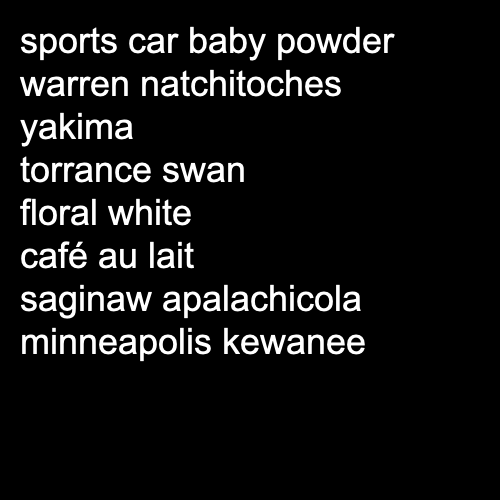 sports car baby powder
warren natchitoches
yakima
torrance swan
floral white
café au lait
saginaw apalachicola
minneapolis kewanee